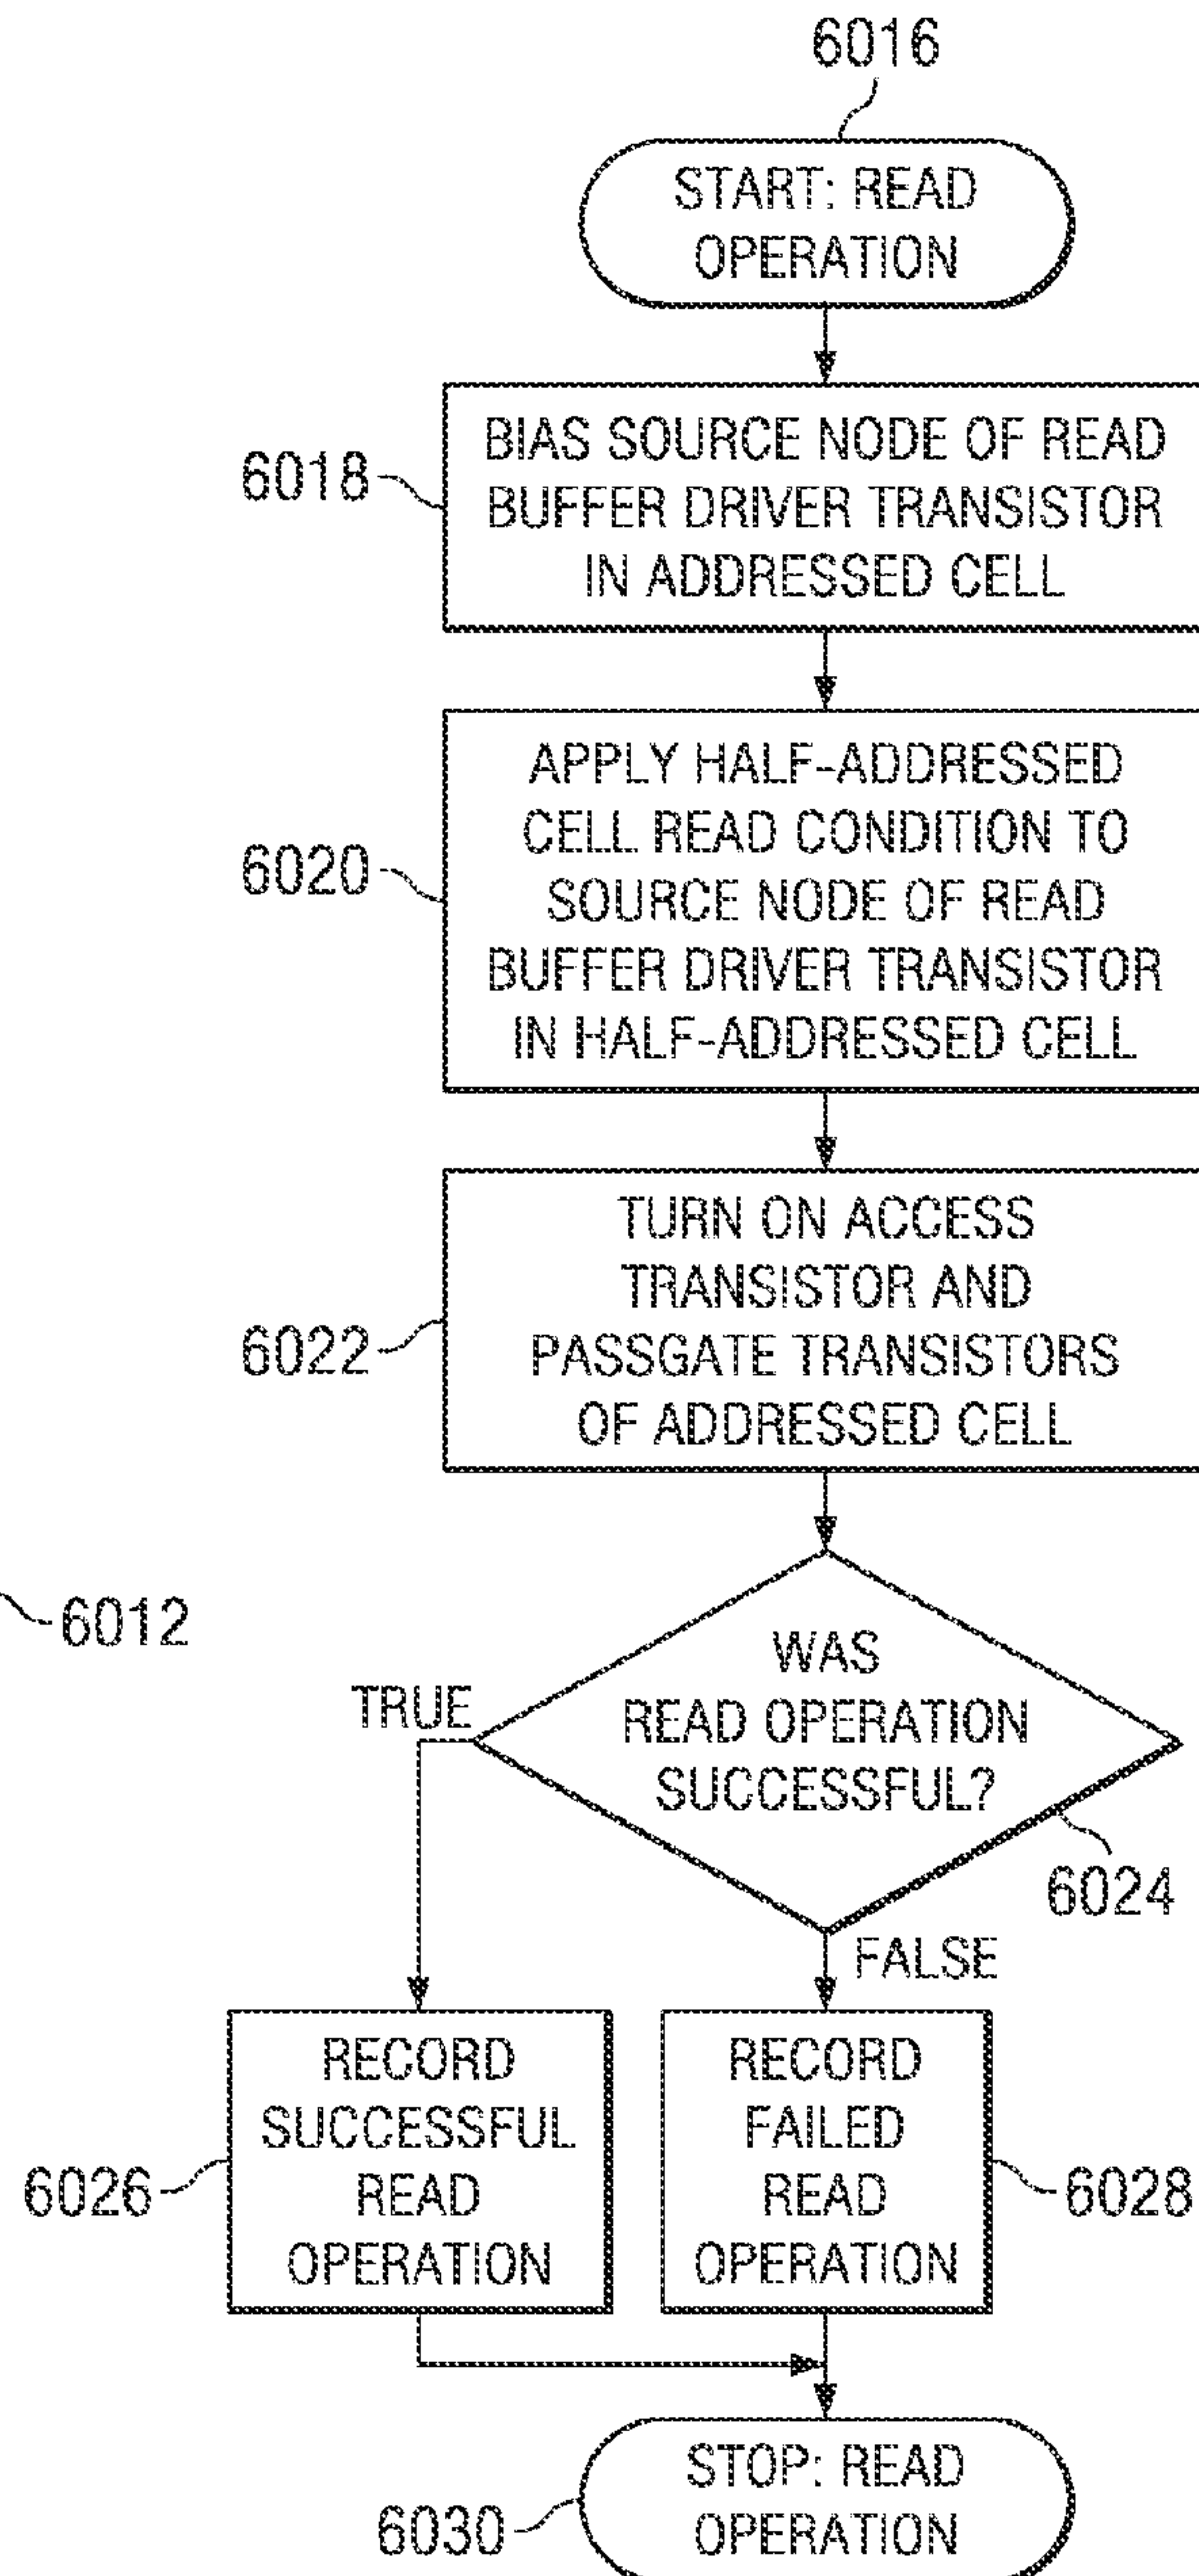 6016
START: READ
OPERATION
6018
BIAS SOURCE NODE OF READ
BUFFER DRIVER TRANSISTOR
IN ADDRESSED CELL
6020
APPLY HALF-ADDRESSED
CELL READ CONDITION TO
SOURCE NODE OF READ
BUFFER DRIVER TRANSISTOR
IN HALF-ADDRESSED CELL
6022
TURN ON ACCESS
TRANSISTOR AND
PASSGATE TRANSISTORS
OF ADDRESSED CELL
6012
WAS
READ OPERATION
SUCCESSFUL?
TRUE
6024
FALSE
6026
RECORD
SUCCESSFUL
READ
OPERATION
RECORD
FAILED
READ
OPERATION
6028
6030
STOP: READ
OPERATION